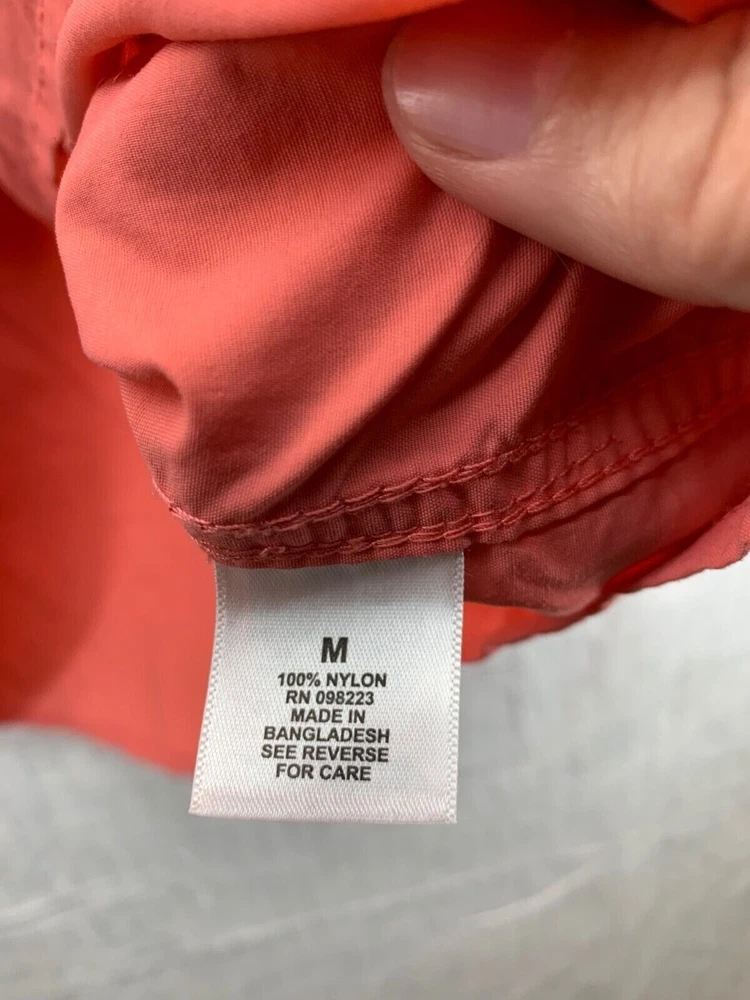 M
100% NYLON
RN 098223
MADE IN
BANGLADESH
SEE REVERSE
FOR CARE